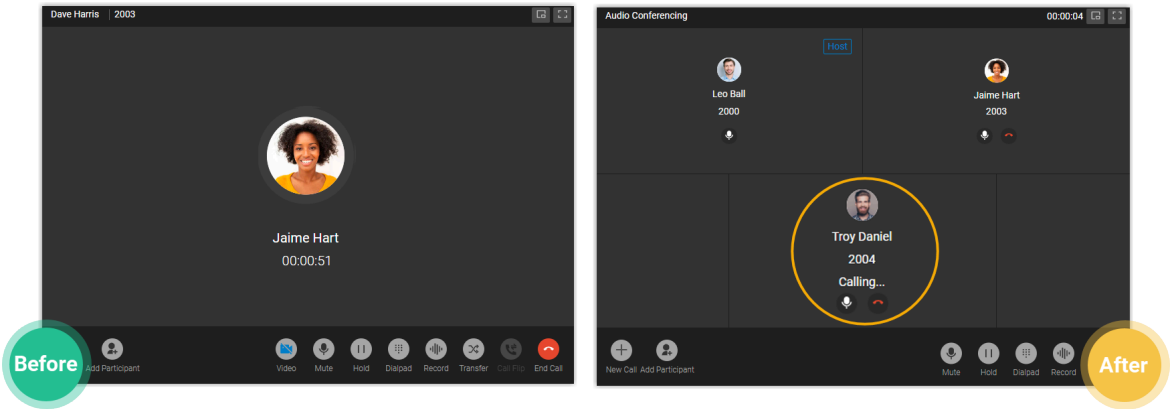 Dave Harris | 2003
Jaime Hart
00:00:51
Before
Add Participant
Video Mute Hold Dialpad Record Transfer Call Flip End Call
Audio Conferencing 00:00:04
Host
Leo Ball
2000
Jaime Hart
2003
Troy Daniel
2004
Calling...
New Call Add Participant
Mute Hold Dialpad Record
After